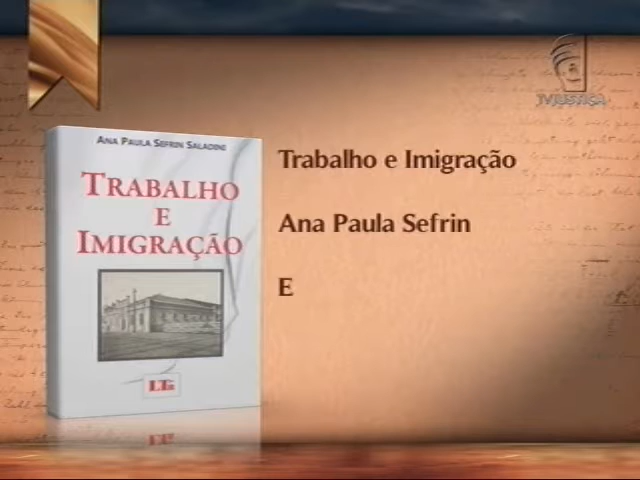 TV JUSTIÇA
ANA PAULA SEFRIN SALADINI
TRABALHO
E
IMIGRAÇÃO
LTr
Trabalho e Imigração
Ana Paula Sefrin
E